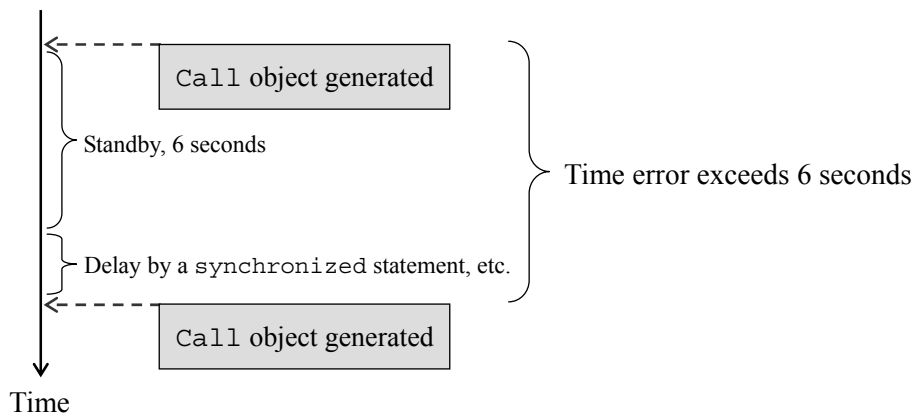 Call object generated
Standby, 6 seconds
Time error exceeds 6 seconds
Delay by a synchronized statement, etc.
Call object generated
Time